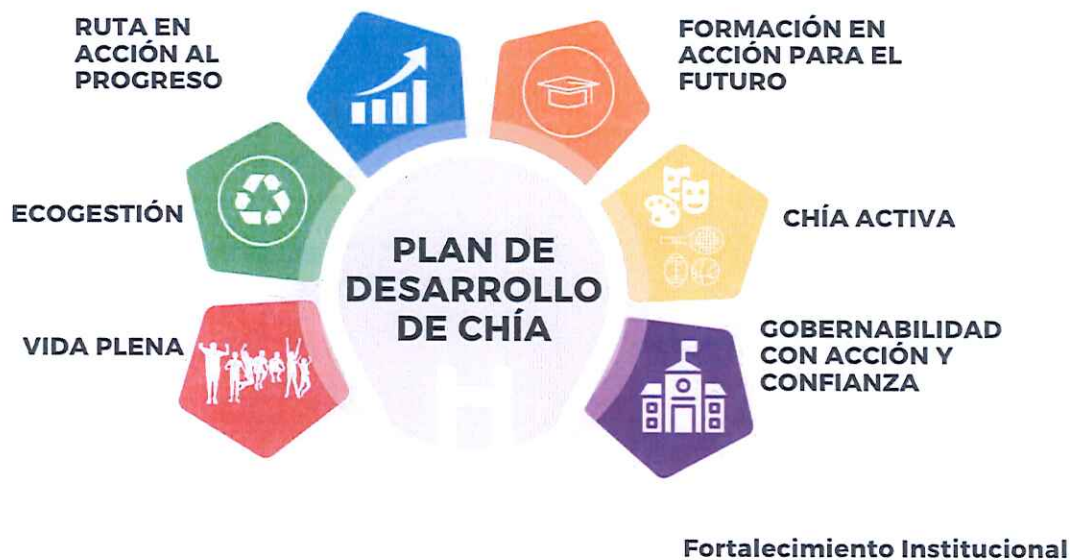 RUTA EN
ACCIÓN AL
PROGRESO
FORMACIÓN EN
ACCIÓN PARA EL
FUTURO
ECOGESTIÓN
CHÍA ACTIVA
PLAN DE
DESARROLLO
DE CHÍA
VIDA PLENA
GOBERNABILIDAD
CON ACCIÓN Y
CONFIANZA
Fortalecimiento Institucional